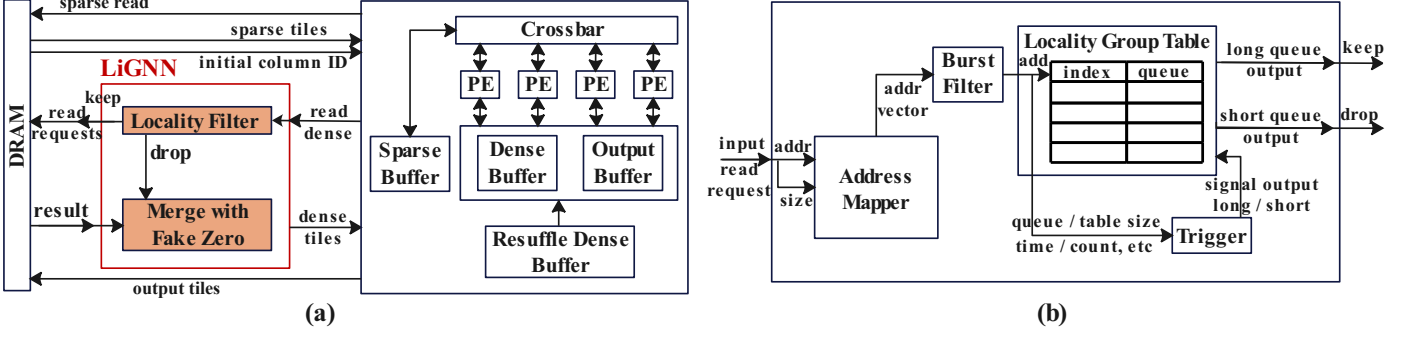 sparse read
sparse tiles
initial column ID
LiGNN
keep
read
requests
Locality Filter
read
dense
drop
DRAM
result
Merge with
Fake Zero
dense
tiles
output tiles
Crossbar
PE PE PE PE
Sparse
Buffer
Dense
Buffer
Output
Buffer
Resuffle Dense
Buffer
(a)
input
read
request
addr
size
Address
Mapper
addr
vector
Burst
Filter
add
Locality Group Table
index queue
long queue
output
keep
short queue
output
drop
signal output
long / short
queue / table size
time / count, etc
Trigger
(b)